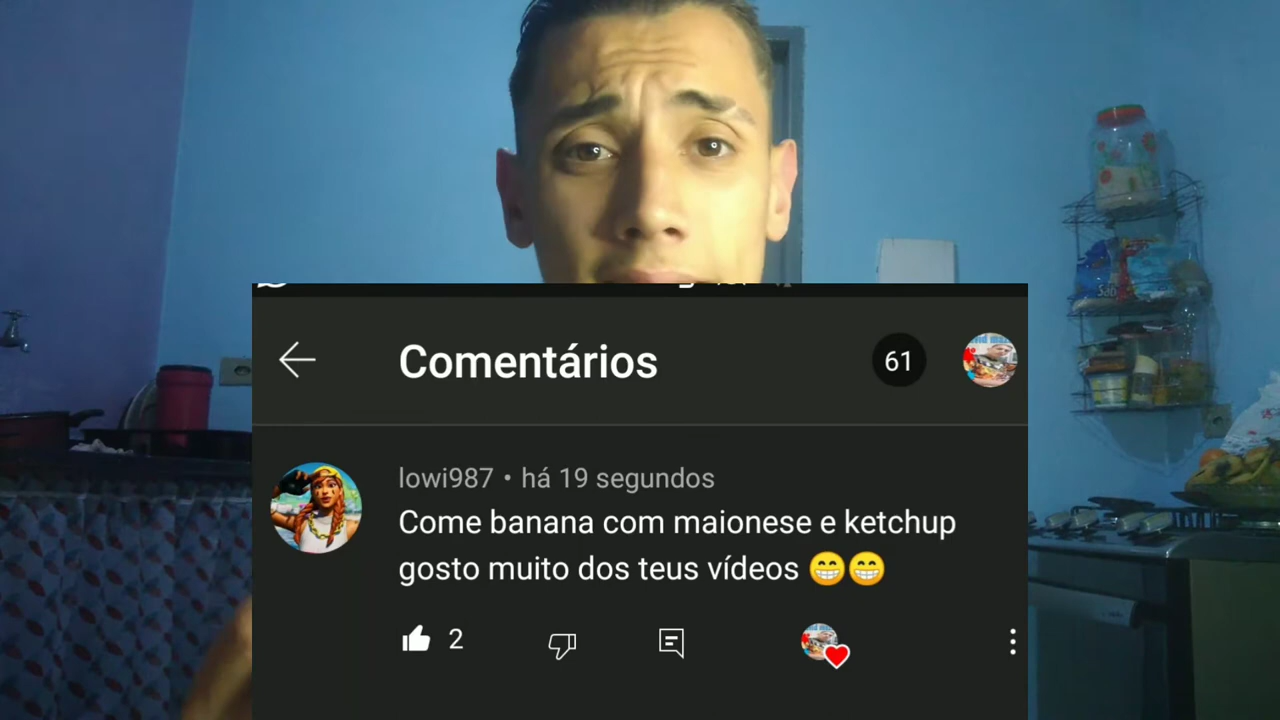 Comentários
61
lowi987 • há 19 segundos
Come banana com maionese e ketchup
gosto muito dos teus vídeos 😁😁
2